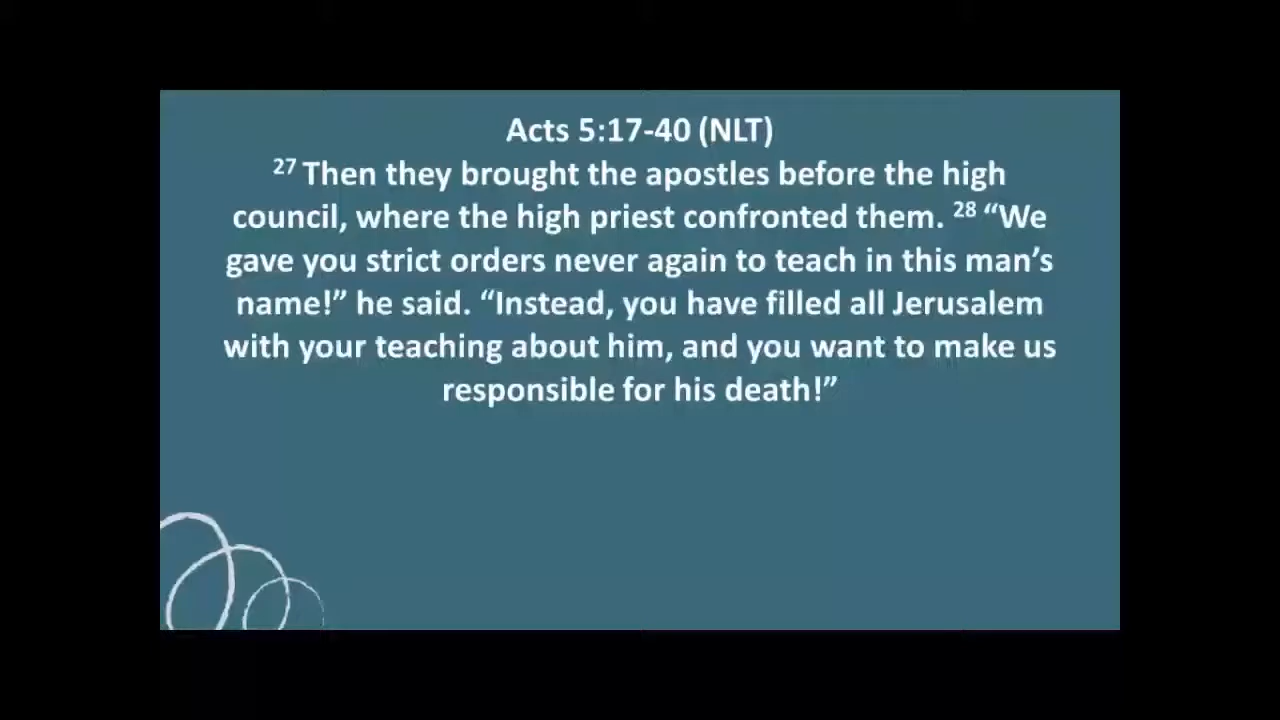 Acts 5:17-40 (NLT)
27 Then they brought the apostles before the high
council, where the high priest confronted them. 28 “We
gave you strict orders never again to teach in this man’s
name!” he said. “Instead, you have filled all Jerusalem
with your teaching about him, and you want to make us
responsible for his death!”